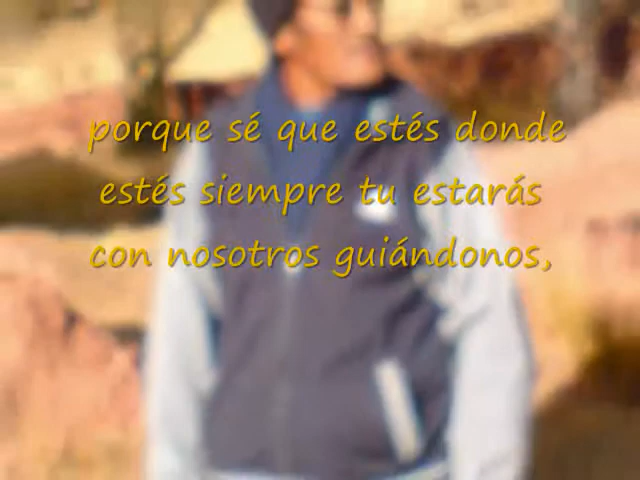 porque sé que estés donde
estés siempre tu estarás
con nosotros guiándonos,